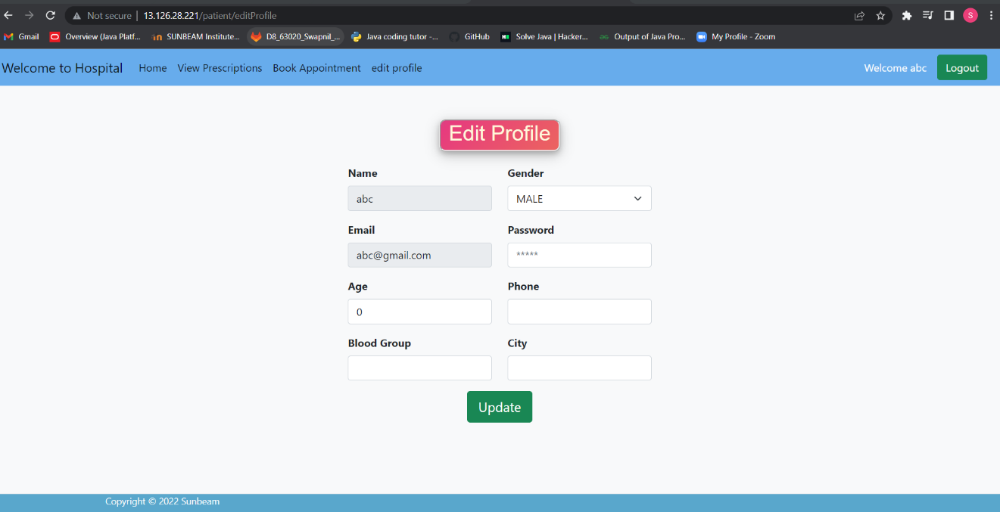 Not secure | 13.126.28.221/patient/editProfile S
Gmail Overview (Java Platf... SUNBEAM Institute... D8_63020_Swapnil_... Java coding tutor -... GitHub Solve Java | Hacker... Output of Java Pro... My Profile - Zoom
Welcome to Hospital Home View Prescriptions Book Appointment edit profile Welcome abc Logout
Edit Profile
Name Gender
abc MALE
Email Password
abc@gmail.com *****
Age Phone
0
Blood Group City
Update
Copyright © 2022 Sunbeam